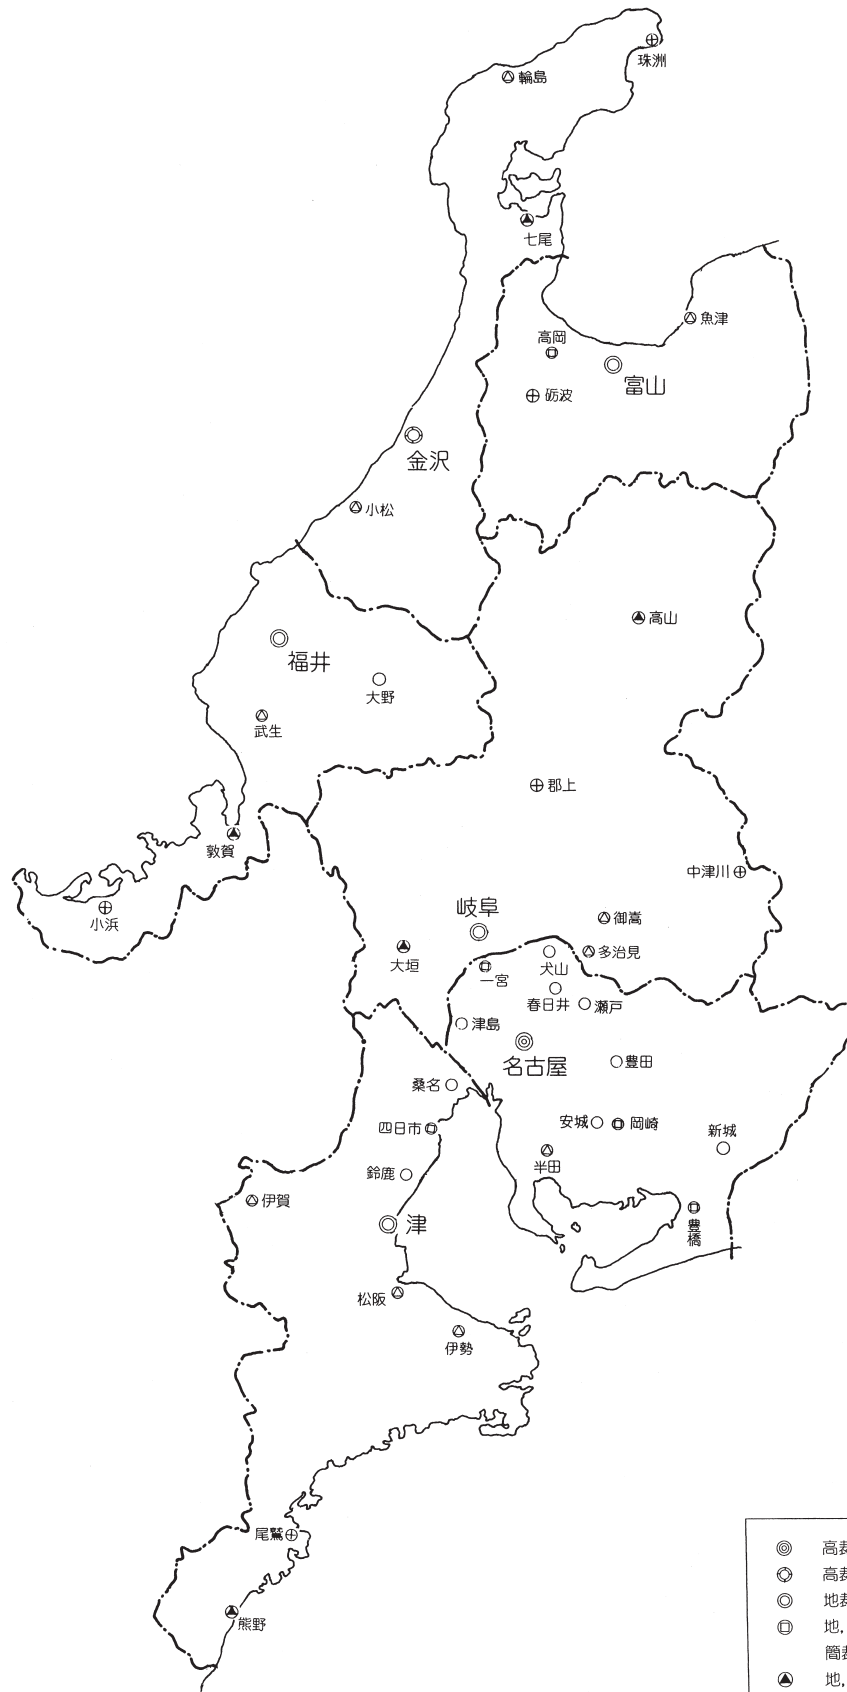 珠洲
輪島
七尾
魚津
高岡
富山
砺波
金沢
小松
高山
福井
大野
武生
郡上
敦賀
中津川
小浜
岐阜
御嵩
大垣
一宮
犬山
多治見
春日井
瀬戸
津島
名古屋
豊田
桑名
四日市
安城
岡崎
新城
半田
鈴鹿
伊賀
津
豊橋
松阪
伊勢
尾鷲
熊野
高裁
高裁
地裁
地,
簡裁
地,